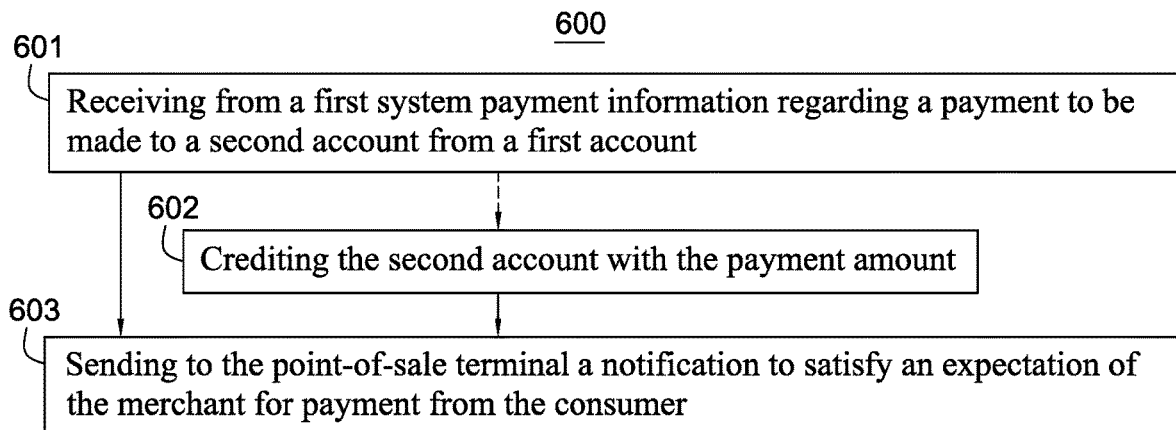 600
601
Receiving from a first system payment information regarding a payment to be
made to a second account from a first account
602
Crediting the second account with the payment amount
603
Sending to the point-of-sale terminal a notification to satisfy an expectation of
the merchant for payment from the consumer